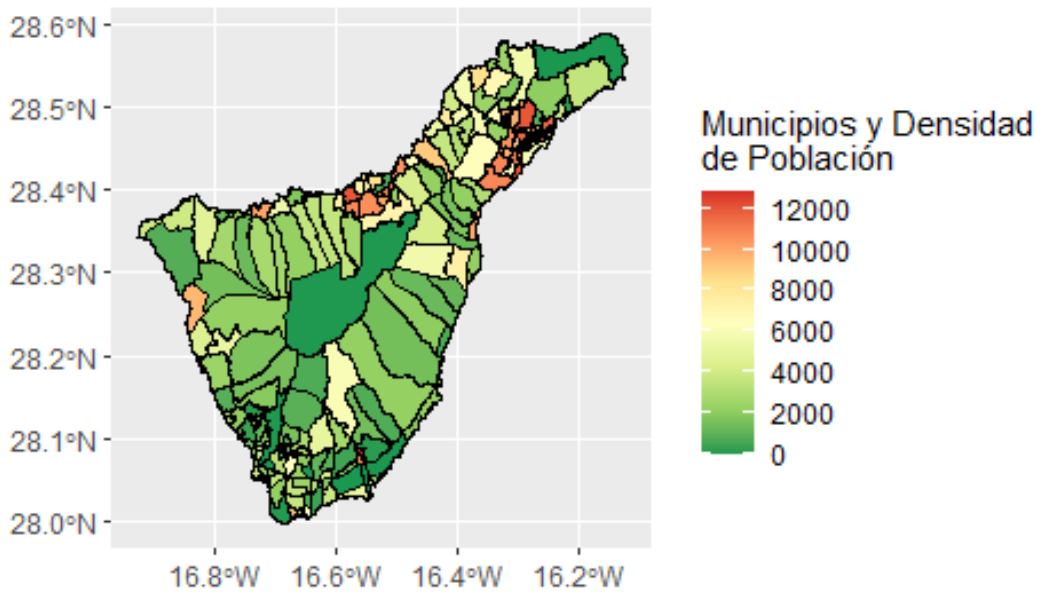 28.6°N
28.5°N
28.4°N
28.3°N
28.2°N
28.1°N
28.0°N
16.8°W 16.6°W 16.4°W 16.2°W
Municipios y Densidad
de Población
12000
10000
8000
6000
4000
2000
0